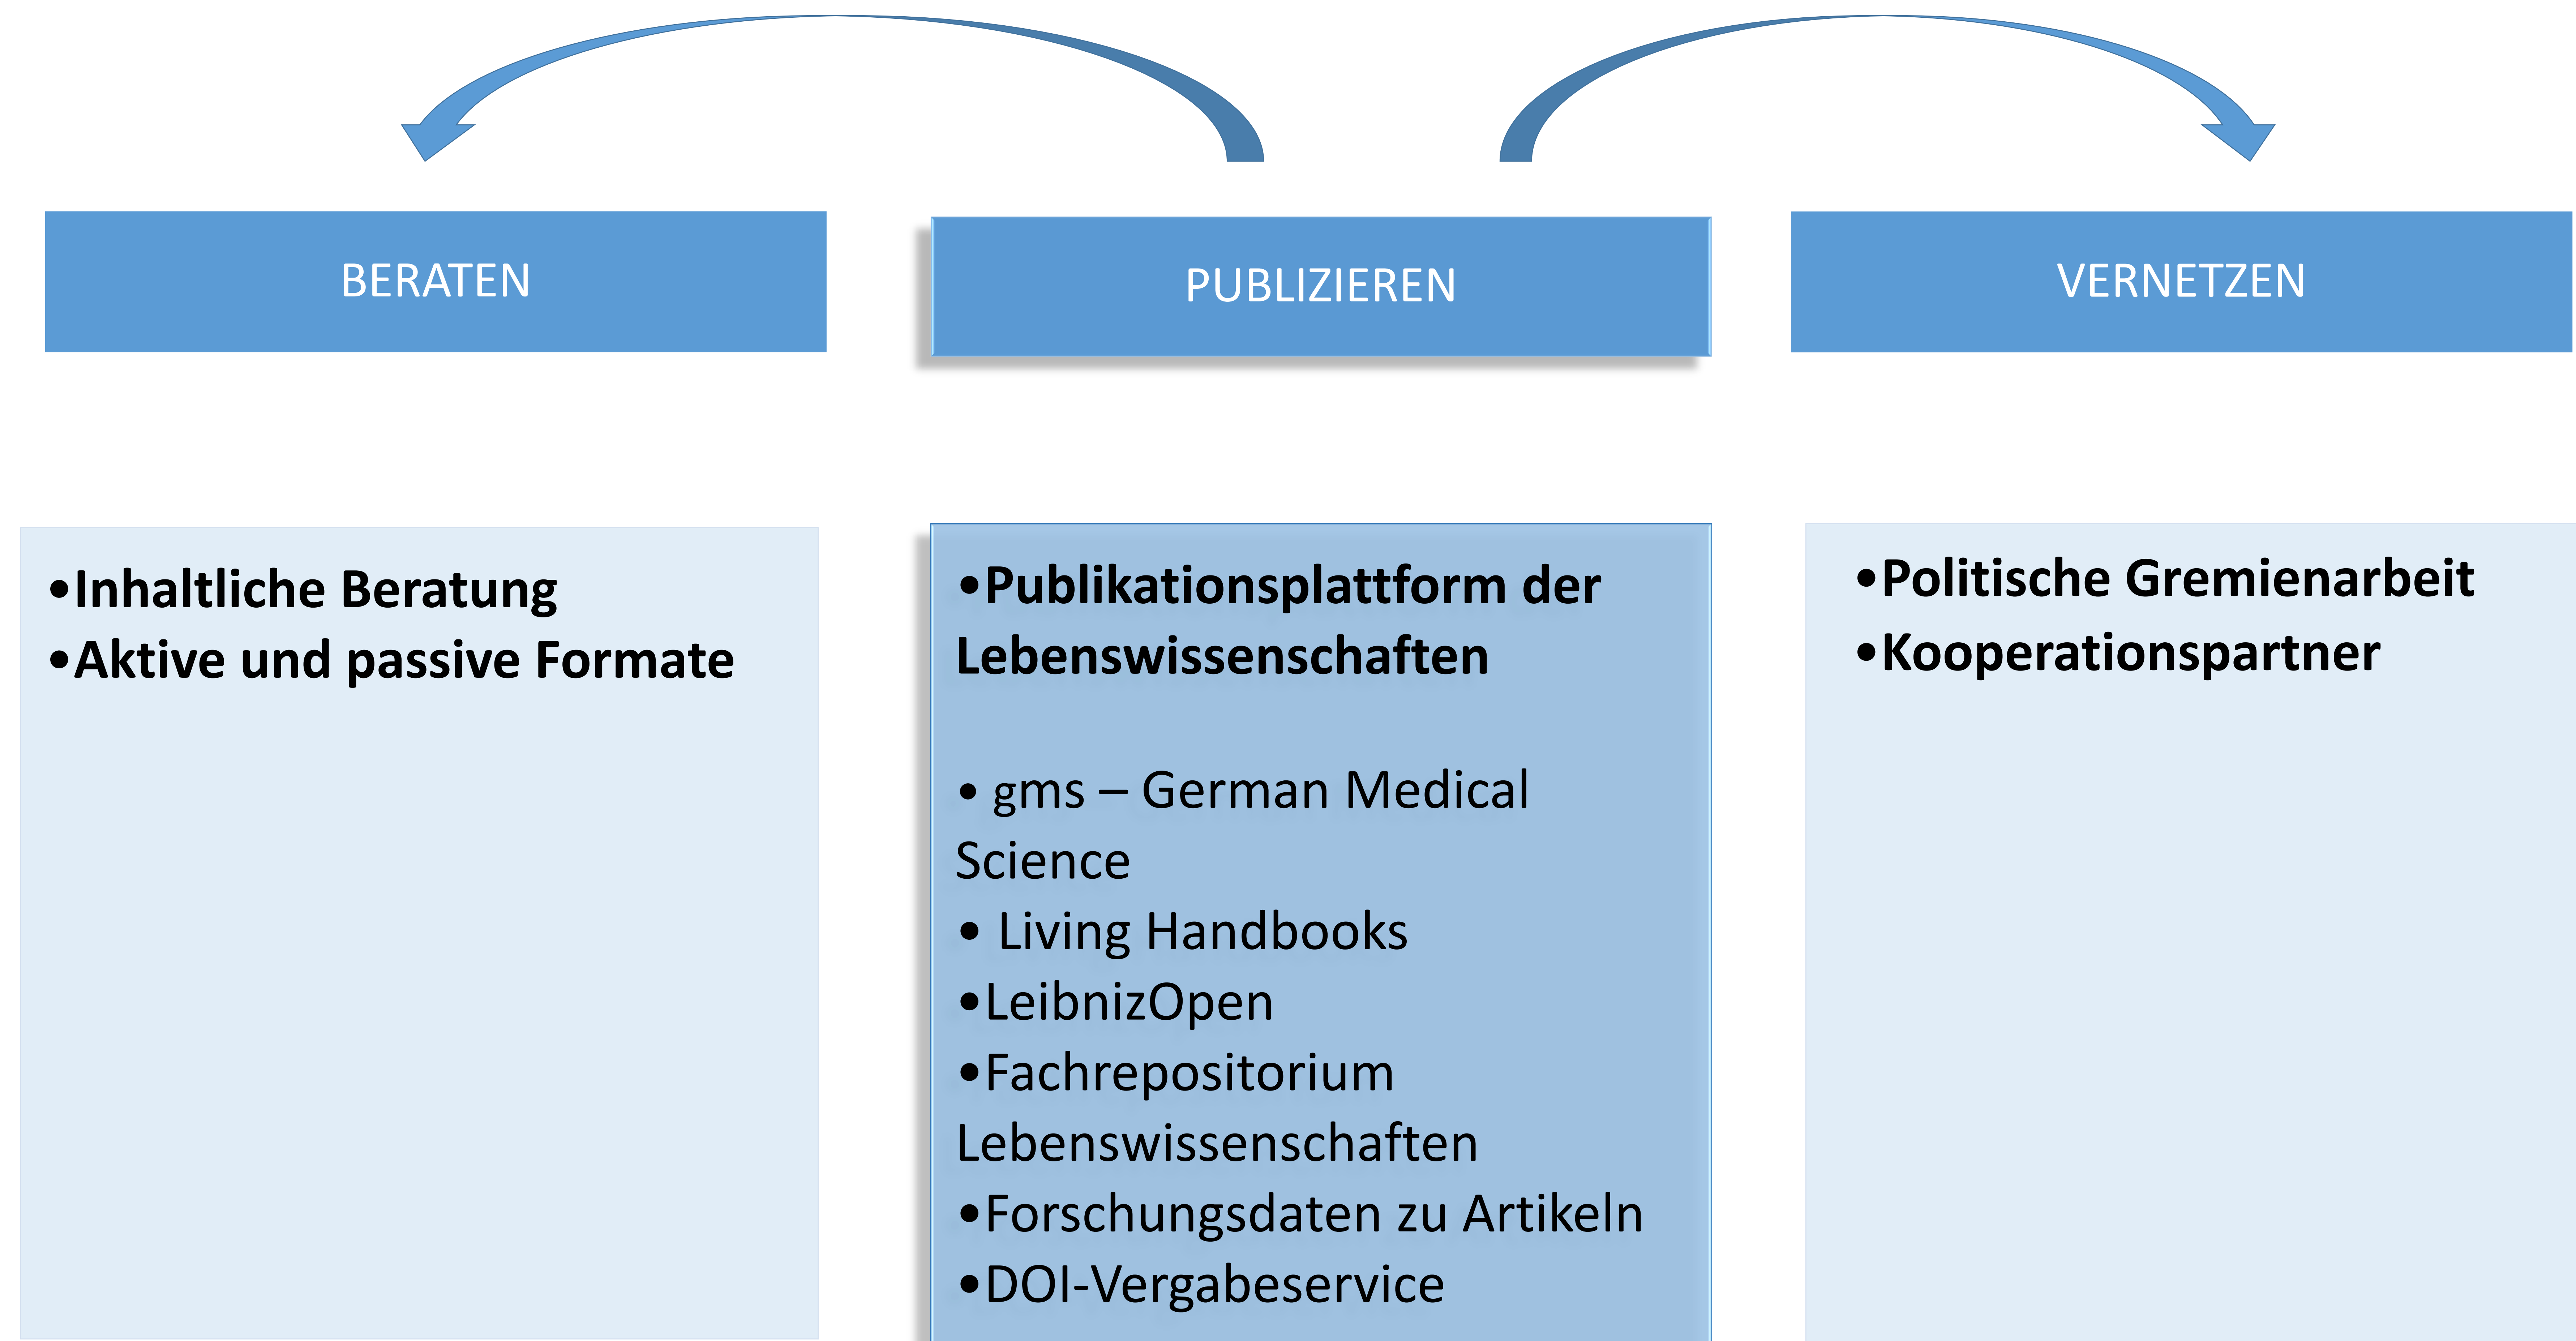 BERATEN
PUBLIZIEREN
VERNETZEN
•Inhaltliche Beratung
•Aktive und passive Formate
•Publikationsplattform der
Lebenswissenschaften
• gms – German Medical
Science
• Living Handbooks
•LeibnizOpen
•Fachrepositorium
Lebenswissenschaften
•Forschungsdaten zu Artikeln
•DOI-Vergabeservice
•Politische Gremienarbeit
•Kooperationspartner